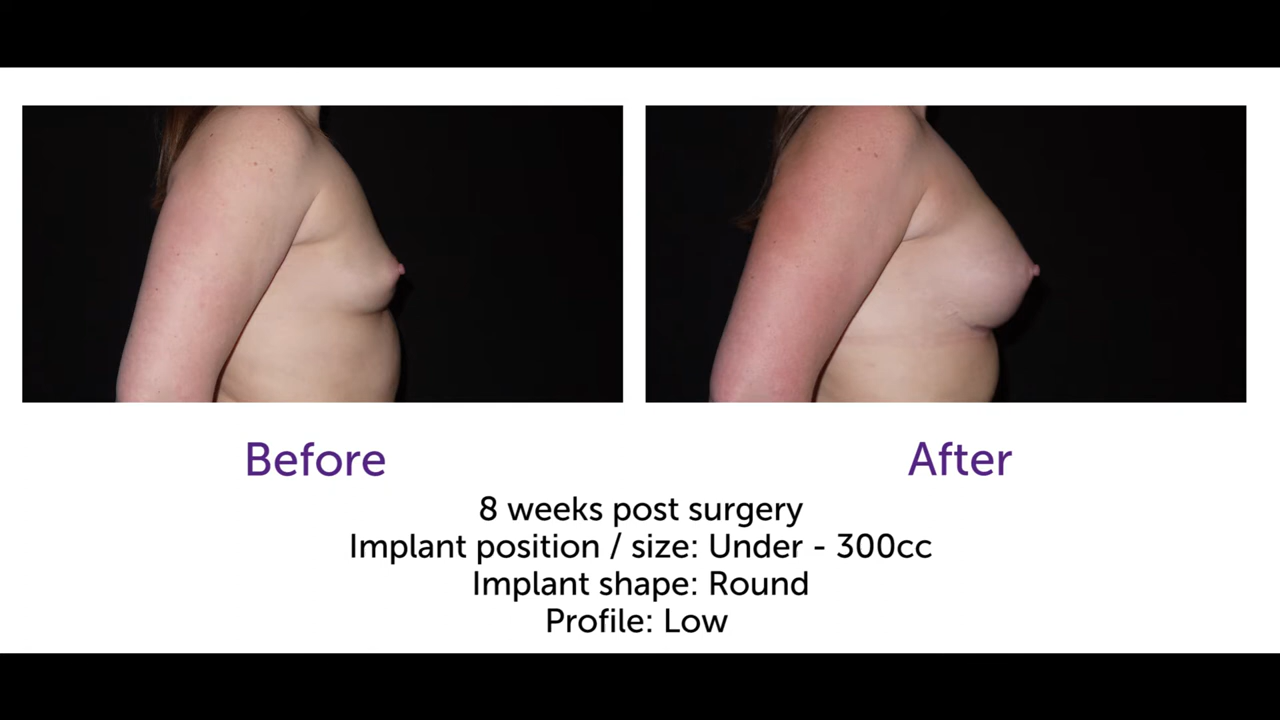 Before
After
8 weeks post surgery
Implant position / size: Under - 300cc
Implant shape: Round
Profile: Low